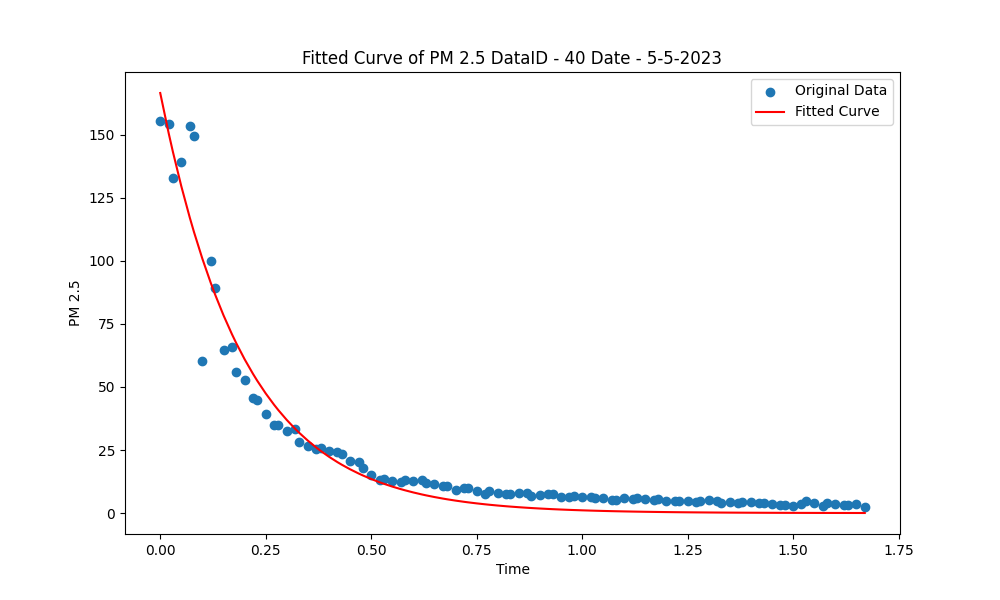 Fitted Curve of PM 2.5 DataID - 40 Date - 5-5-2023
Original Data
Fitted Curve
150
125
100
75
50
25
0
PM 2.5
0.00 0.25 0.50 0.75 1.00 1.25 1.50 1.75
Time